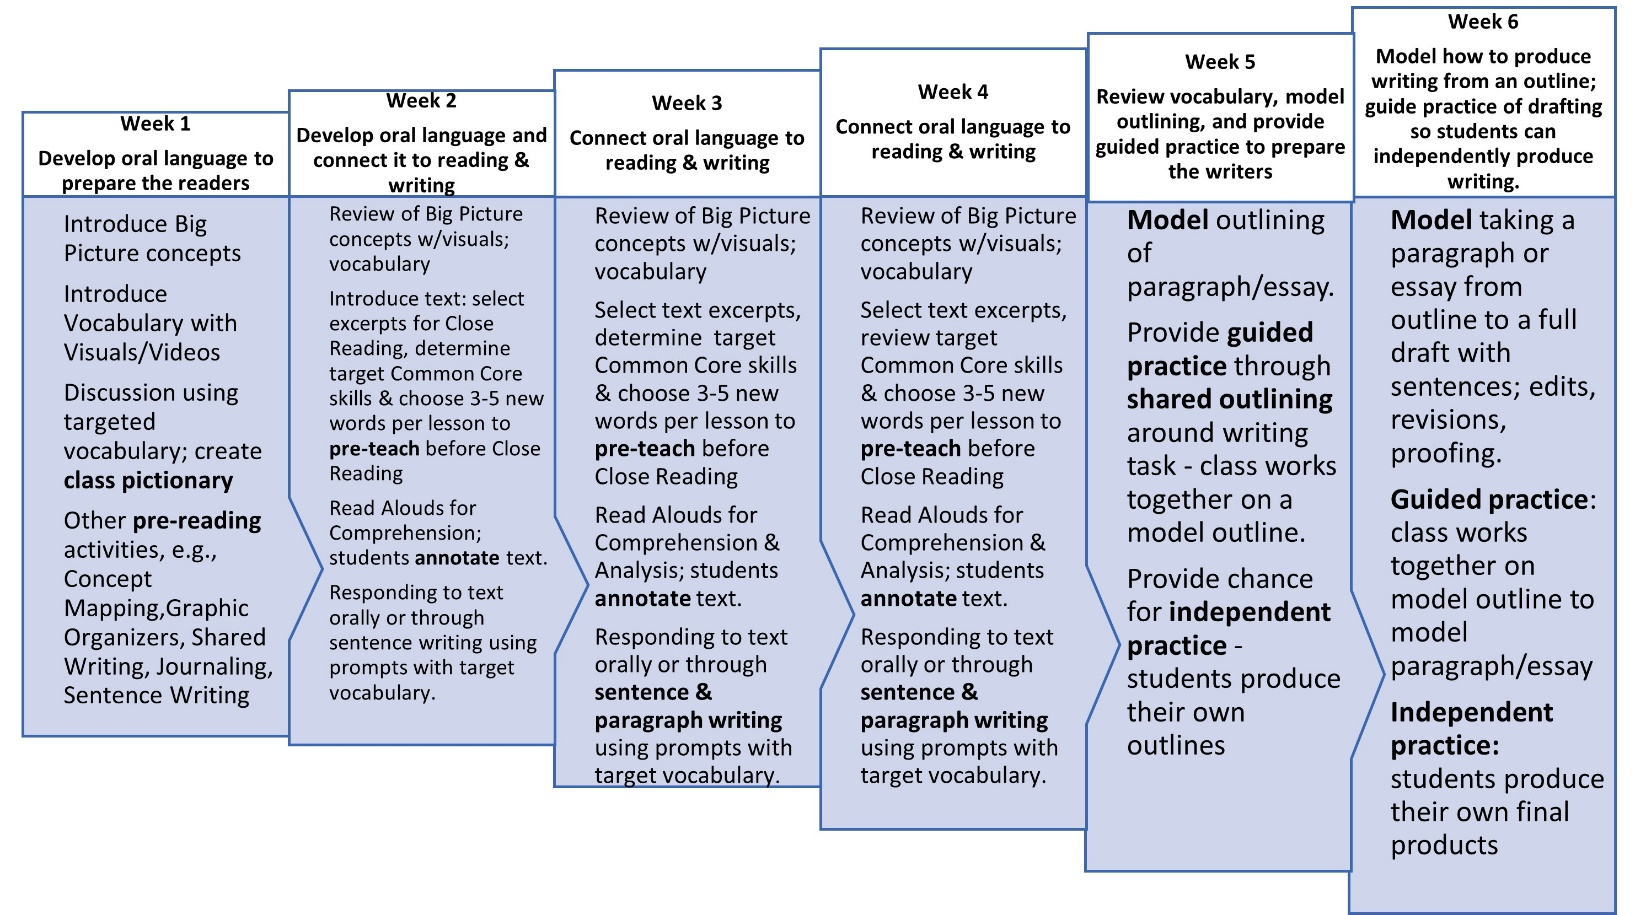 Week 1
Develop oral language to
prepare the readers
Introduce Big
Picture concepts
Introduce
Vocabulary with
Visuals/Videos
Discussion using
targeted
vocabulary; create
class pictionary
Other pre-reading
activities, e.g.,
Concept
Mapping,Graphic
Organizers, Shared
Writing, Journaling,
Sentence Writing
Week 2
Develop oral language and
connect it to reading &
writing
Review of Big Picture
concepts w/visuals;
vocabulary
Introduce text: select
excerpts for Close
Reading, determine
target Common Core
skills & choose 3-5 new
words per lesson to
pre-teach before Close
Reading
Read Alouds for
Comprehension;
students annotate text.
Responding to text
orally or through
sentence writing using
prompts with target
vocabulary.
Week 3
Connect oral language to
reading & writing
Review of Big Picture
concepts w/visuals;
vocabulary
Select text excerpts,
determine  target
Common Core skills
& choose 3-5 new
words per lesson to
pre-teach before
Close Reading
Read Alouds for
Comprehension &
Analysis; students
annotate text.
Responding to text
orally or through
sentence &
paragraph writing
using prompts with
target vocabulary.
Week 4
Connect oral language to
reading & writing
Review of Big Picture
concepts w/visuals;
vocabulary
Select text excerpts,
review target
Common Core skills
& choose 3-5 new
words per lesson to
pre-teach before
Close Reading
Read Alouds for
Comprehension &
Analysis; students
annotate text.
Responding to text
orally or through
sentence &
paragraph writing
using prompts with
target vocabulary.
Week 5
Review vocabulary, model
outlining, and provide
guided practice to prepare
the writers
Model outlining
of
paragraph/essay.
Provide guided
practice through
shared outlining
around writing
task - class works
together on a
model outline.
Provide chance
for independent
practice -
students produce
their own
outlines
Week 6
Model how to produce
writing from an outline;
guide practice of drafting
so students can
independently produce
writing.
Model taking a
paragraph or
essay from
outline to a full
draft with
sentences; edits,
revisions,
proofing.
Guided practice:
class works
together on
model outline to
model
paragraph/essay
Independent
practice:
students produce
their own final
products